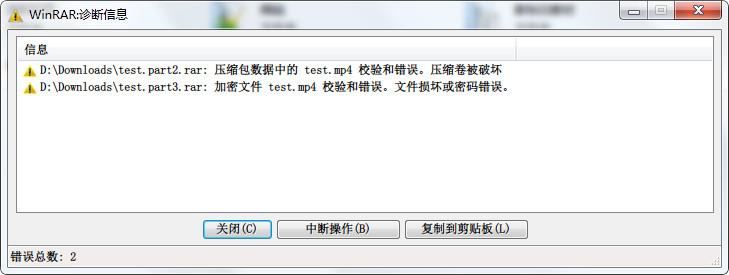 WinRAR:诊断信息
信息
D:\Downloads\test.part2.rar: 压缩包数据中的 test.mp4 校验和错误。压缩卷被破坏
D:\Downloads\test.part3.rar: 加密文件 test.mp4 校验和错误。文件损坏或密码错误。
关闭(C) 中断操作(B) 复制到剪贴板(L)
错误总数: 2